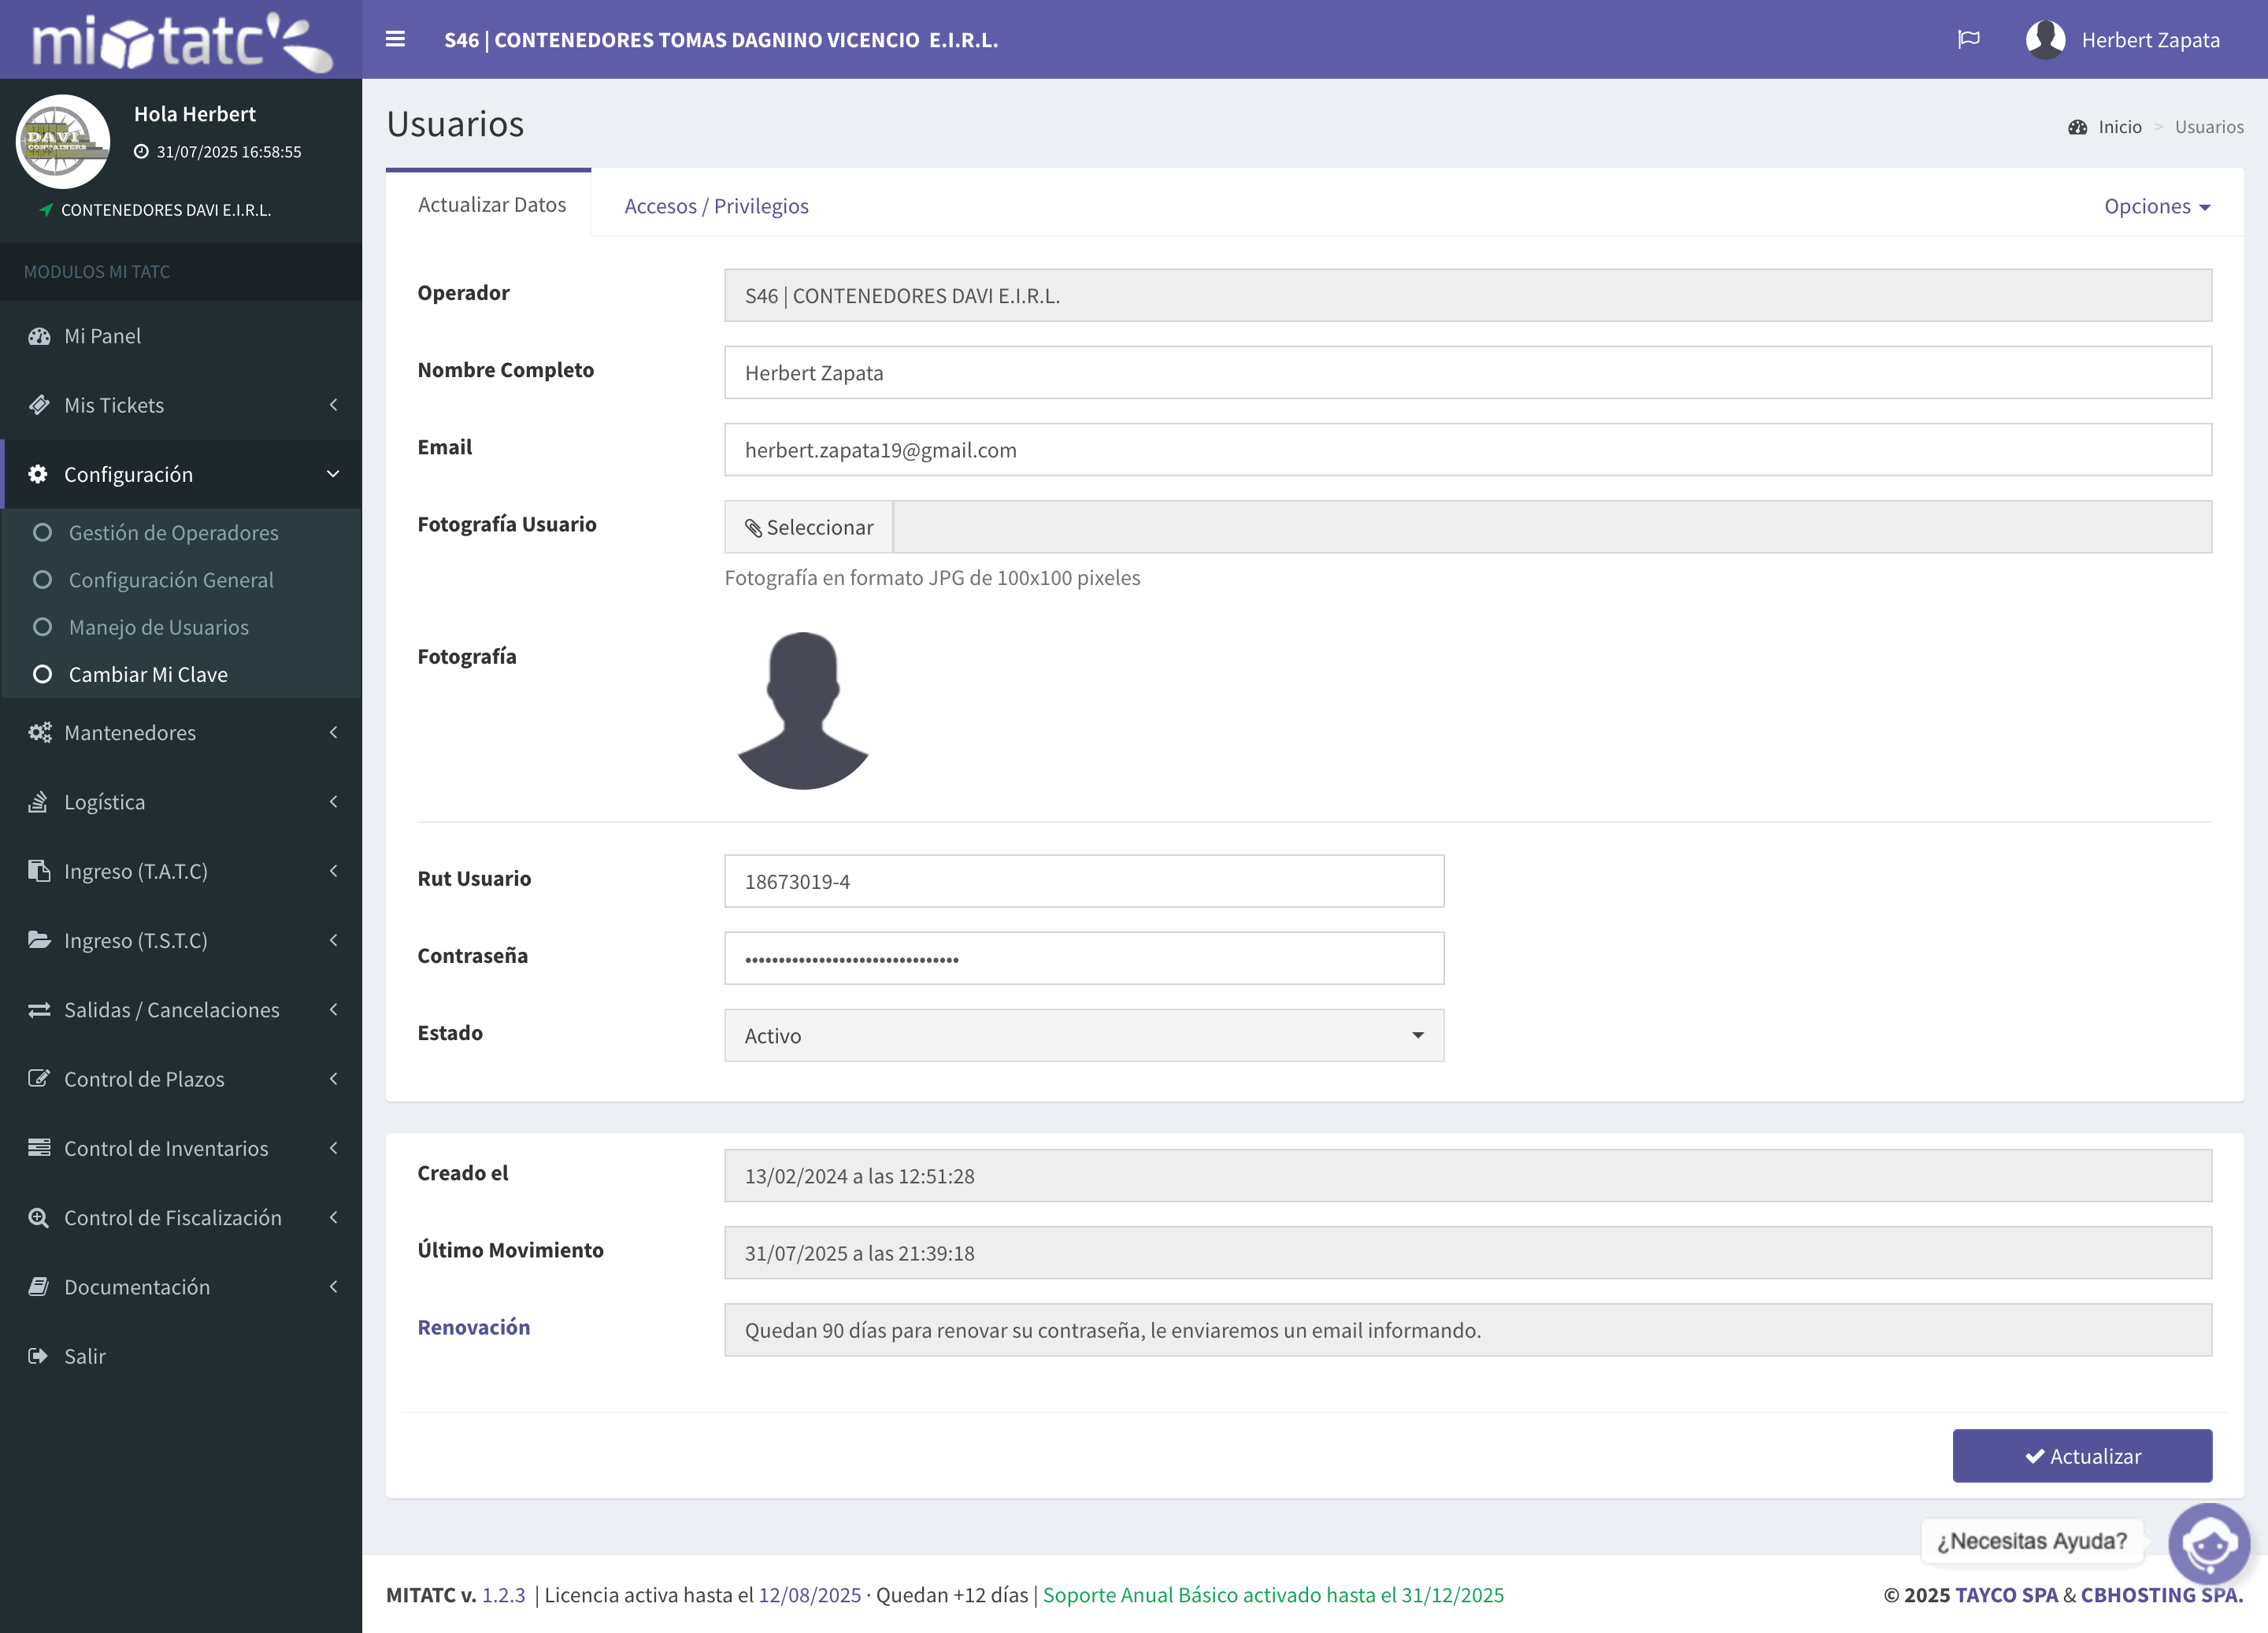 mi tatc
S46 | CONTENEDORES TOMAS DAGNINO VICENCIO E.I.R.L.
Herbert Zapata
DAVI
CONTAINERS
Hola Herbert
31/07/2025 16:58:55
CONTENEDORES DAVI E.I.R.L.
MODULOS MI TATC
Mi Panel
Mis Tickets
Configuración
Gestión de Operadores
Configuración General
Manejo de Usuarios
Cambiar Mi Clave
Mantenedores
Logística
Ingreso (T.A.T.C)
Ingreso (T.S.T.C)
Salidas / Cancelaciones
Control de Plazos
Control de Inventarios
Control de Fiscalización
Documentación
Salir
Usuarios
Inicio > Usuarios
Actualizar Datos
Accesos / Privilegios
Opciones
Operador
S46 | CONTENEDORES DAVI E.I.R.L.
Nombre Completo
Herbert Zapata
Email
herbert.zapata19@gmail.com
Fotografía Usuario
Seleccionar
Fotografía en formato JPG de 100x100 pixeles
Fotografía
Rut Usuario
18673019-4
Contraseña
Estado
Activo
Creado el
13/02/2024 a las 12:51:28
Último Movimiento
31/07/2025 a las 21:39:18
Renovación
Quedan 90 días para renovar su contraseña, le enviaremos un email informando.
Actualizar
¿Necesitas Ayuda?
MITATC v. 1.2.3 | Licencia activa hasta el 12/08/2025 · Quedan +12 días | Soporte Anual Básico activado hasta el 31/12/2025
© 2025 TAYCO SPA & CBHOSTING SPA.